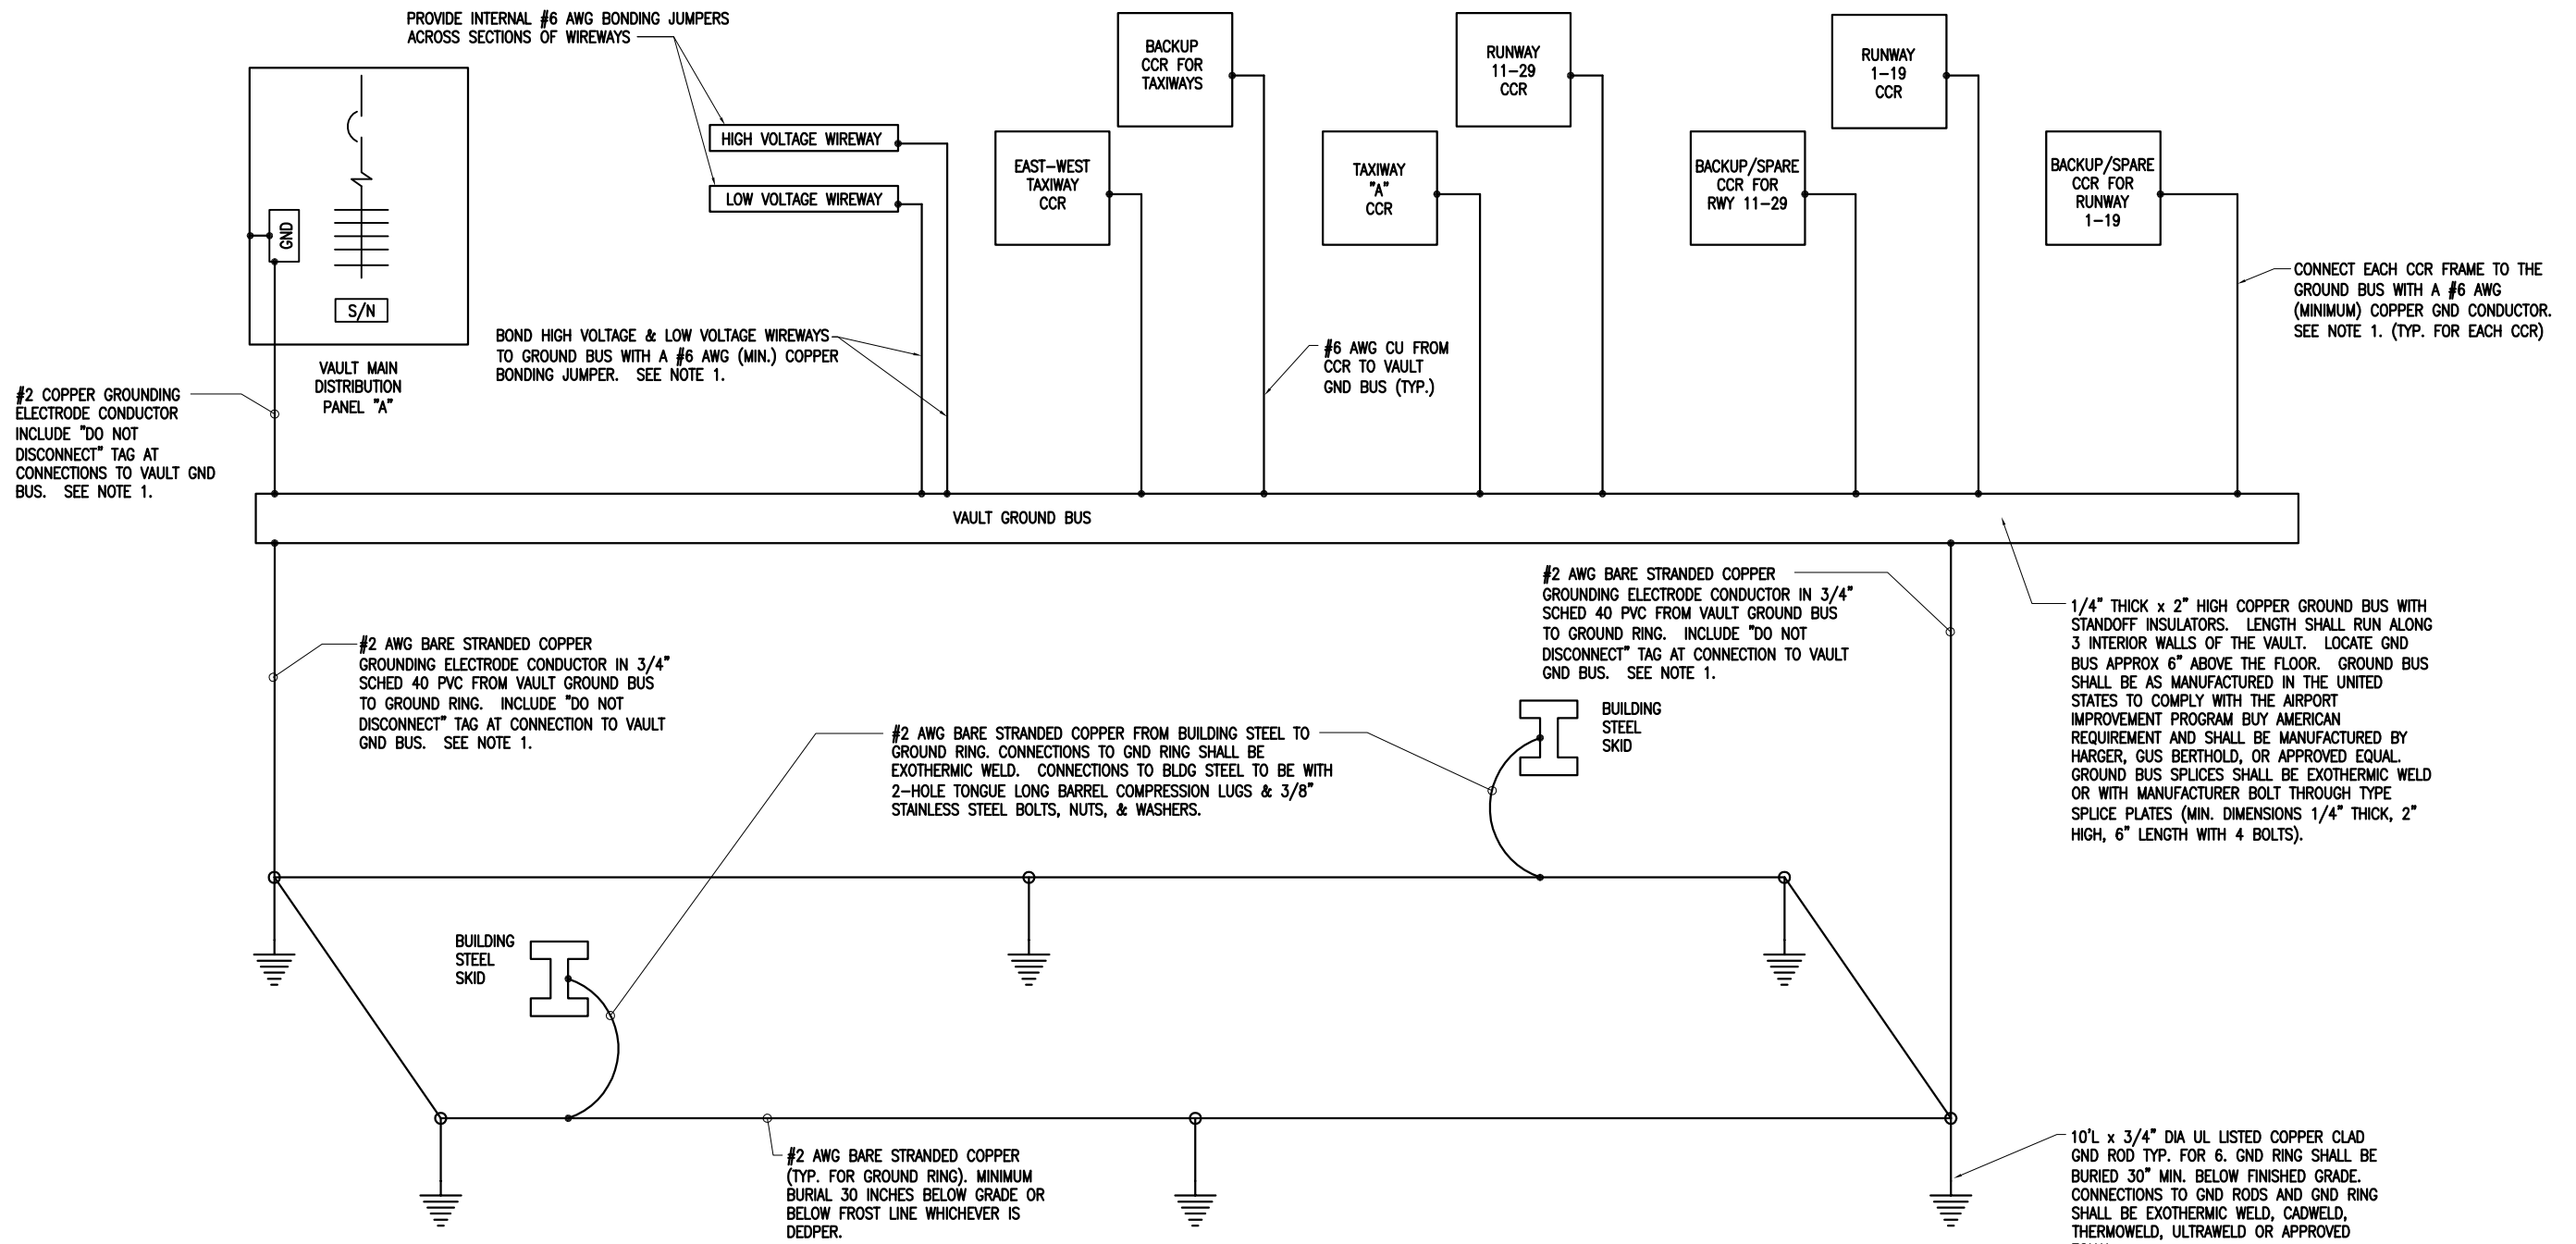 PROVIDE INTERNAL #6 AWG BONDING JUMPERS
ACROSS SECTIONS OF WIREWAYS
GND
S/N
VAULT MAIN
DISTRIBUTION
PANEL "A"
#2 COPPER GROUNDING
ELECTRODE CONDUCTOR
INCLUDE "DO NOT
DISCONNECT" TAG AT
CONNECTIONS TO VAULT GND
BUS. SEE NOTE 1.
HIGH VOLTAGE WIREWAY
LOW VOLTAGE WIREWAY
BOND HIGH VOLTAGE & LOW VOLTAGE WIREWAYS
TO GROUND BUS WITH A #6 AWG (MIN.) COPPER
BONDING JUMPER. SEE NOTE 1.
EAST-WEST
TAXIWAY
CCR
BACKUP
CCR FOR
TAXIWAYS
#6 AWG CU FROM
CCR TO VAULT
GND BUS (TYP.)
TAXIWAY
"A"
CCR
RUNWAY
11-29
CCR
BACKUP/SPARE
CCR FOR
RWY 11-29
RUNWAY
1-19
CCR
BACKUP/SPARE
CCR FOR
RUNWAY
1-19
CONNECT EACH CCR FRAME TO THE
GROUND BUS WITH A #6 AWG
(MINIMUM) COPPER GND CONDUCTOR.
SEE NOTE 1. (TYP. FOR EACH CCR)
VAULT GROUND BUS
#2 AWG BARE STRANDED COPPER
GROUNDING ELECTRODE CONDUCTOR IN 3/4"
SCHED 40 PVC FROM VAULT GROUND BUS
TO GROUND RING. INCLUDE "DO NOT
DISCONNECT" TAG AT CONNECTION TO VAULT
GND BUS. SEE NOTE 1.
#2 AWG BARE STRANDED COPPER FROM BUILDING STEEL TO
GROUND RING. CONNECTIONS TO GND RING SHALL BE
EXOTHERMIC WELD. CONNECTIONS TO BLDG STEEL TO BE WITH
2-HOLE TONGUE LONG BARREL COMPRESSION LUGS & 3/8"
STAINLESS STEEL BOLTS, NUTS, & WASHERS.
#2 AWG BARE STRANDED COPPER
GROUNDING ELECTRODE CONDUCTOR IN 3/4"
SCHED 40 PVC FROM VAULT GROUND BUS
TO GROUND RING. INCLUDE "DO NOT
DISCONNECT" TAG AT CONNECTION TO VAULT
GND BUS. SEE NOTE 1.
BUILDING
STEEL
SKID
1/4" THICK x 2" HIGH COPPER GROUND BUS WITH
STANDOFF INSULATORS. LENGTH SHALL RUN ALONG
3 INTERIOR WALLS OF THE VAULT. LOCATE GND
BUS APPROX 6" ABOVE THE FLOOR. GROUND BUS
SHALL BE AS MANUFACTURED IN THE UNITED
STATES TO COMPLY WITH THE AIRPORT
IMPROVEMENT PROGRAM BUY AMERICAN
REQUIREMENT AND SHALL BE MANUFACTURED BY
HARGER, GUS BERTHOLD, OR APPROVED EQUAL.
GROUND BUS SPLICES SHALL BE EXOTHERMIC WELD
OR WITH MANUFACTURER BOLT THROUGH TYPE
SPLICE PLATES (MIN. DIMENSIONS 1/4" THICK, 2"
HIGH, 6" LENGTH WITH 4 BOLTS).
BUILDING
STEEL
SKID
#2 AWG BARE STRANDED COPPER
(TYP. FOR GROUND RING). MINIMUM
BURIAL 30 INCHES BELOW GRADE OR
BELOW FROST LINE WHICHEVER IS
DEDPER.
10'L x 3/4" DIA UL LISTED COPPER CLAD
GND ROD TYP. FOR 6. GND RING SHALL BE
BURIED 30" MIN. BELOW FINISHED GRADE.
CONNECTIONS TO GND RODS AND GND RING
SHALL BE EXOTHERMIC WELD, CADWELD,
THERMOWELD, ULTRAWELD OR APPROVED